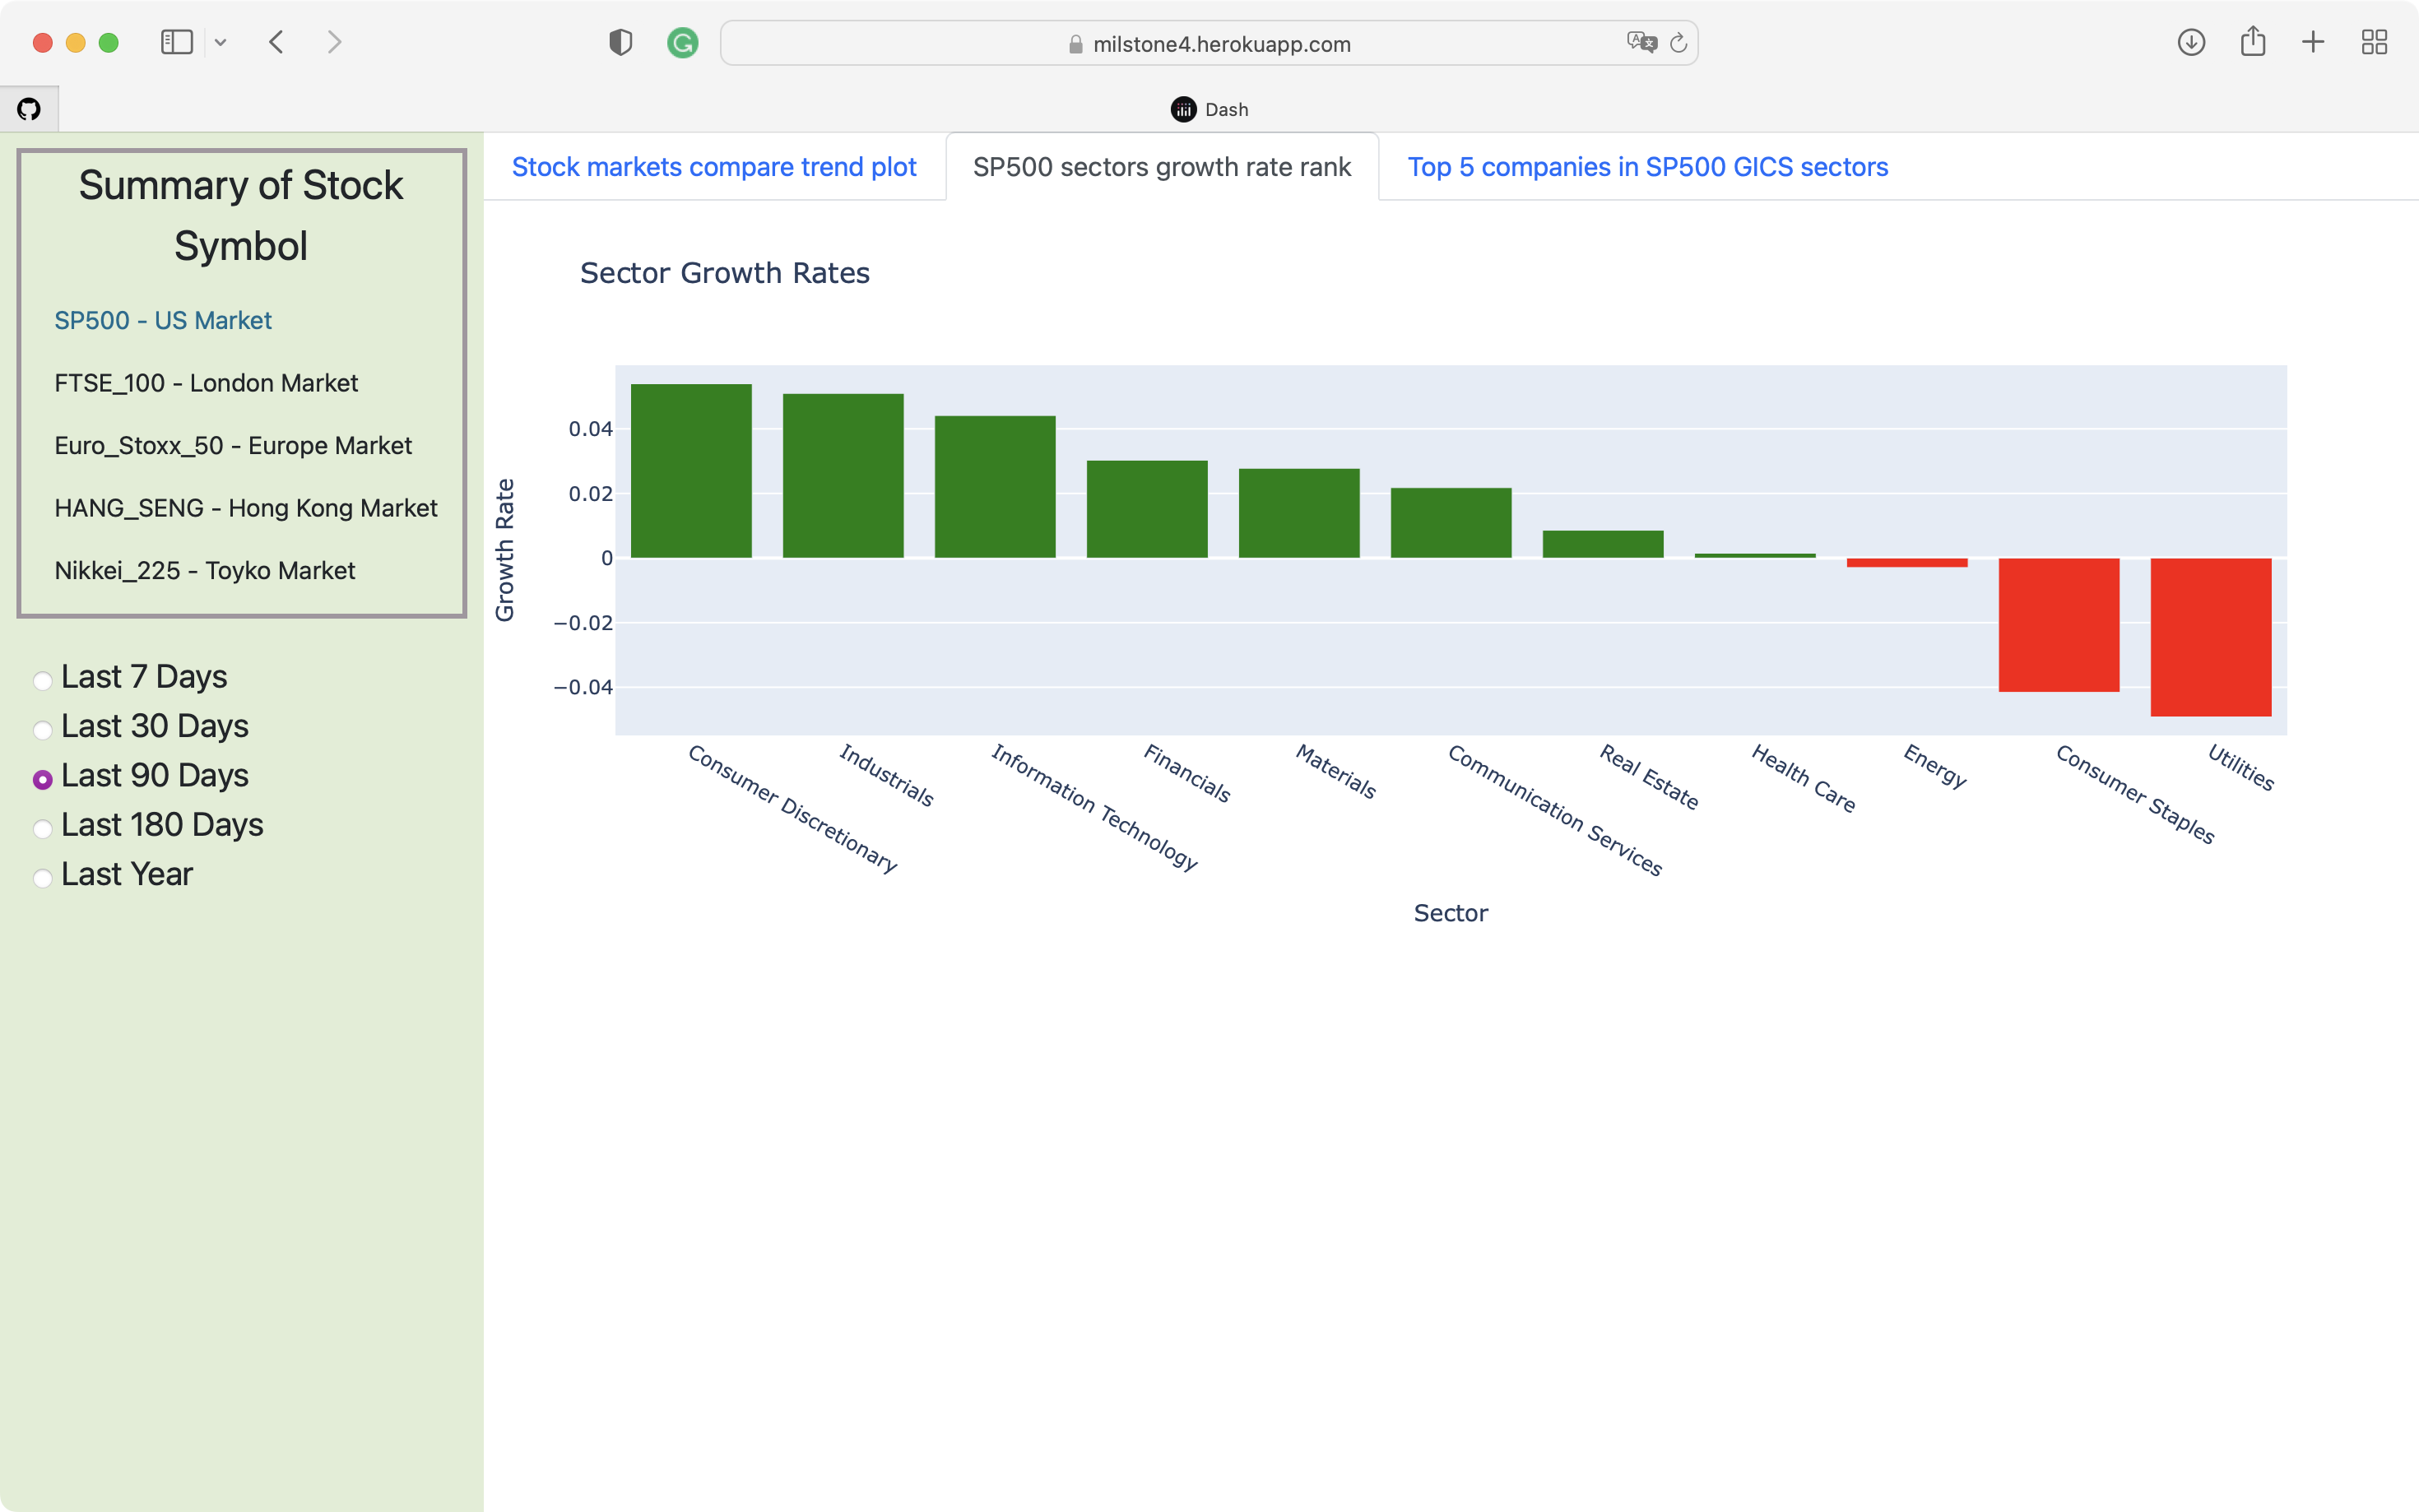 milstone4.herokuapp.com
Dash
Summary of Stock
Symbol
SP500 - US Market
FTSE_100 - London Market
Euro_Stoxx_50 - Europe Market
HANG_SENG - Hong Kong Market
Nikkei_225 - Toyko Market
Last 7 Days
Last 30 Days
Last 90 Days
Last 180 Days
Last Year
Stock markets compare trend plot
SP500 sectors growth rate rank
Top 5 companies in SP500 GICS sectors
Sector Growth Rates
Growth Rate
0.04
0.02
0
−0.02
−0.04
Consumer Discretionary
Industrials
Information Technology
Financials
Materials
Communication Services
Real Estate
Health Care
Energy
Consumer Staples
Utilities
Sector